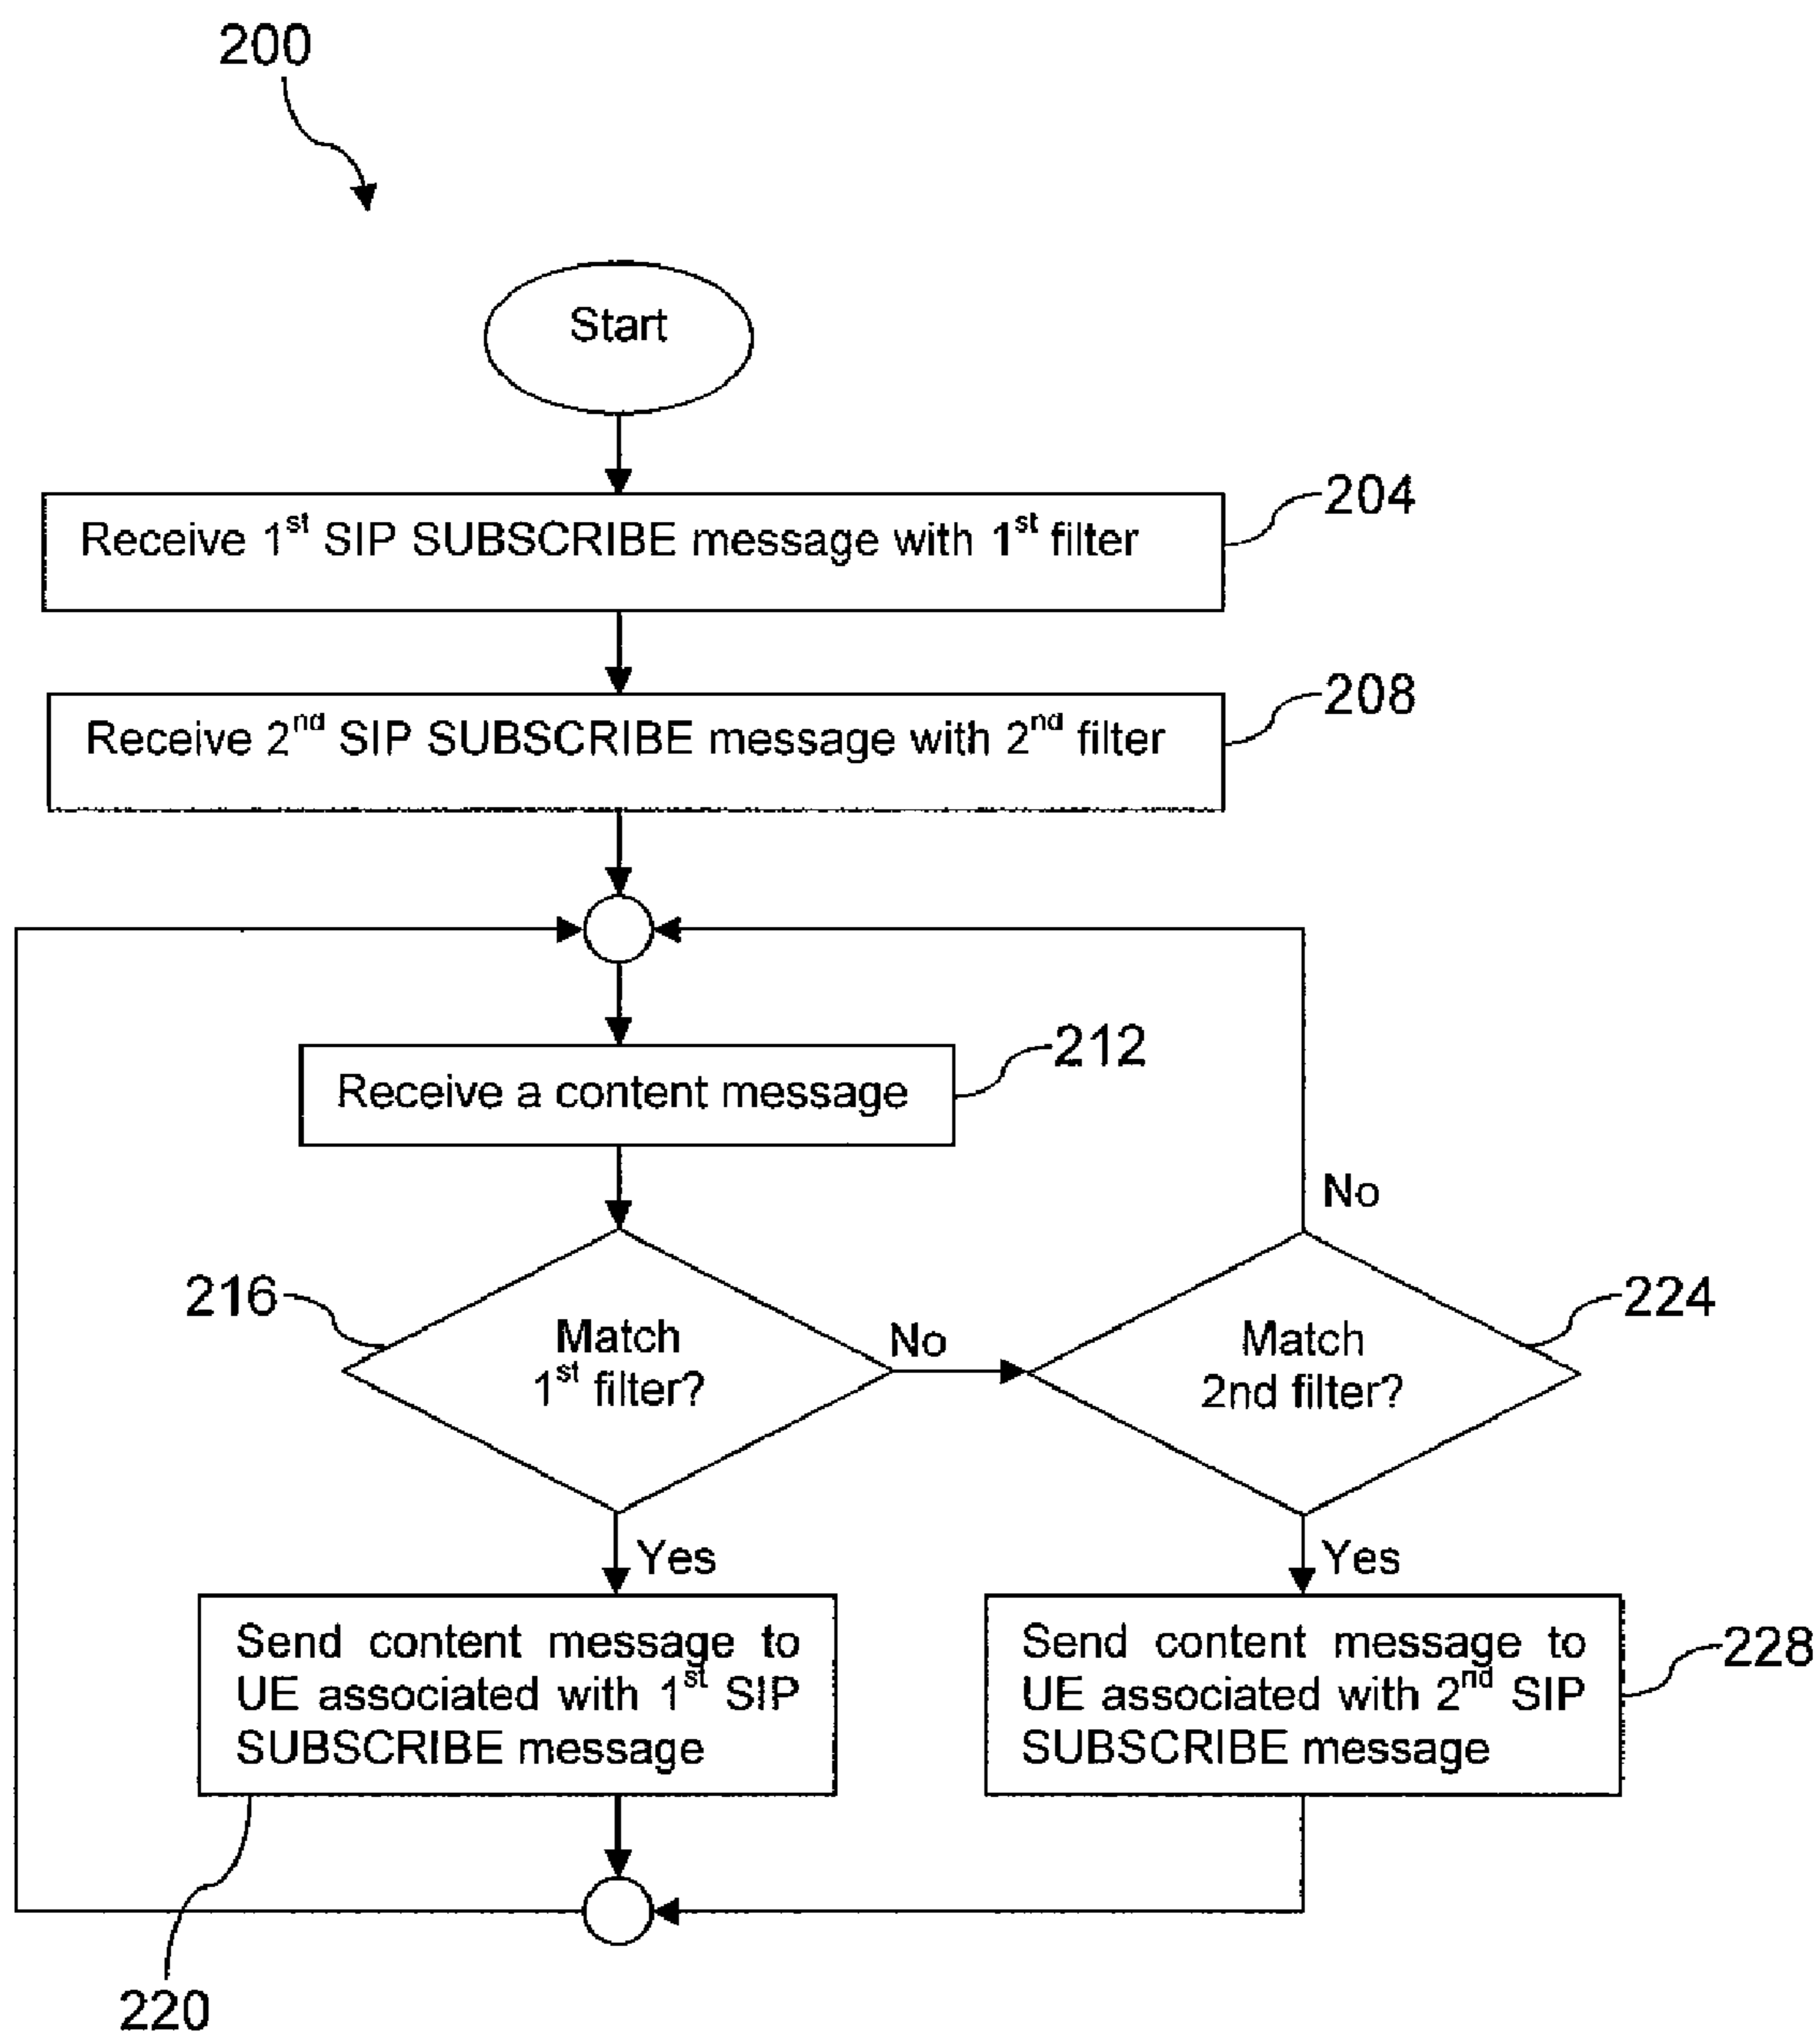 200
Start
204
Receive 1st SIP SUBSCRIBE message with 1st filter
208
Receive 2nd SIP SUBSCRIBE message with 2nd filter
212
Receive a content message
No
216
224
Match
1st filter?
No
Match
2nd filter?
Yes
Yes
Send content message to
UE associated with 1st SIP
SUBSCRIBE message
Send content message to
UE associated with 2nd SIP
SUBSCRIBE message
228
220